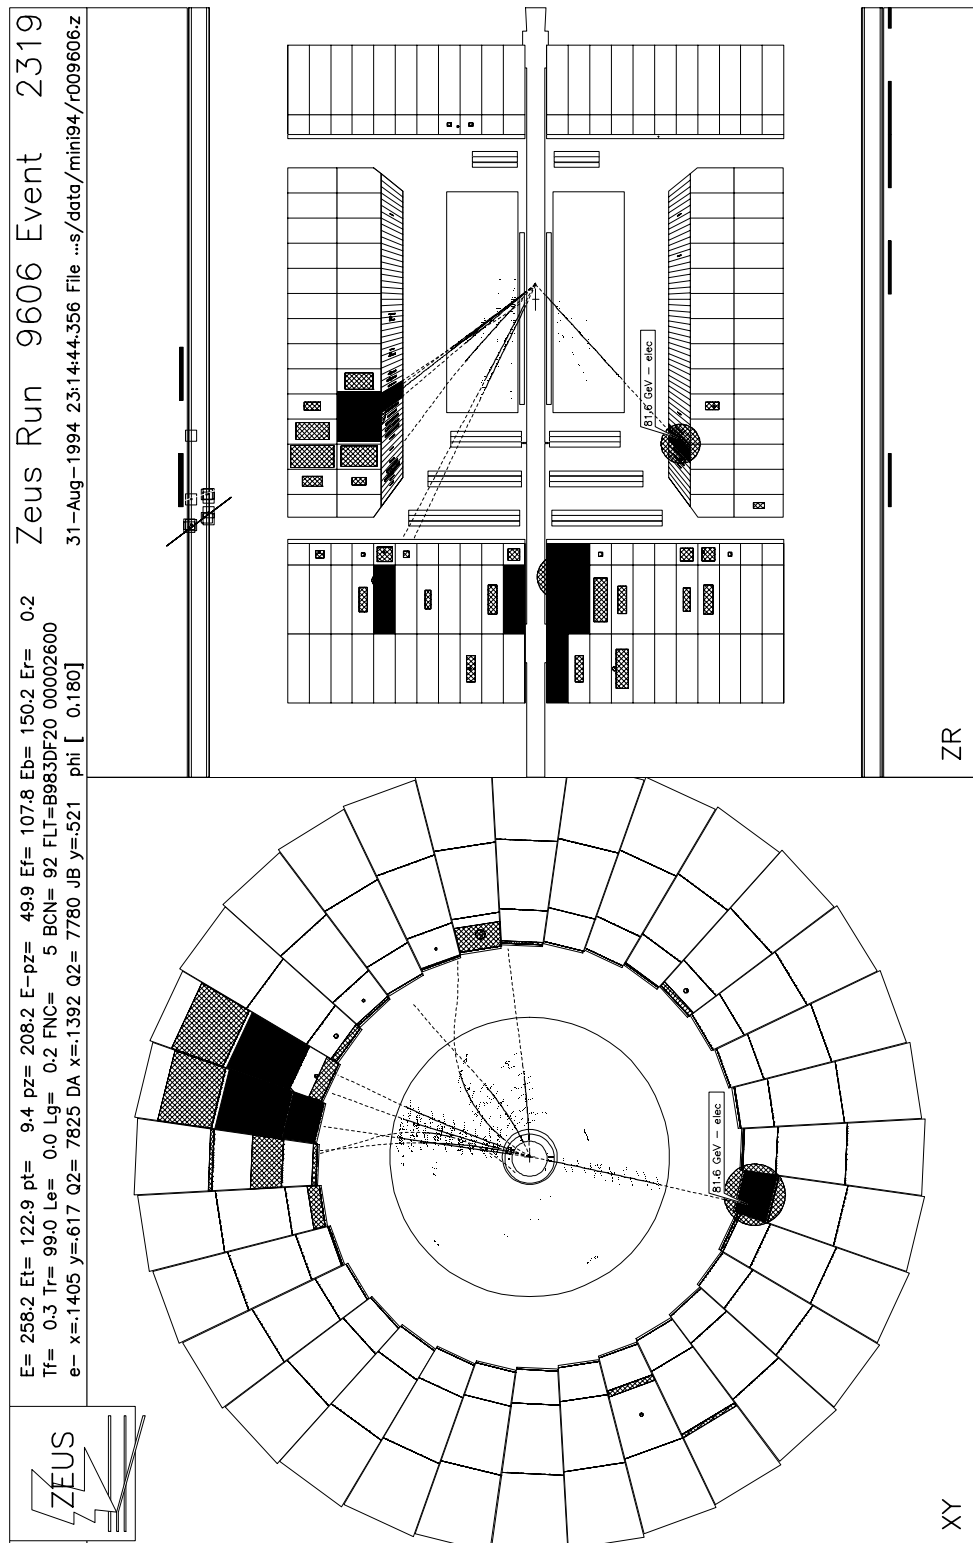 Zeus Run 9606 Event 2319
31-Aug-1994 23:14:44.356 File ...s/data/mini94/r009606.z
E= 258.2 Et= 122.9 pt= 9.4 pz= 208.2 E-pz= 49.9 Ef= 107.8 Eb= 150.2 Er= 0.2
Tf= 0.3 Tr= 99.0 Le= 0.0 Lg= 0.2 FNC= 5 BCN= 92 FLT=B983DF20 00002600
e- x=.1405 y=.617 Q2= 7825 DA x=.1392 Q2= 7780 JB y=.521 phi [ 0,180]
ZEUS
81.6 GeV - elec
XY
81.6 GeV - elec
ZR